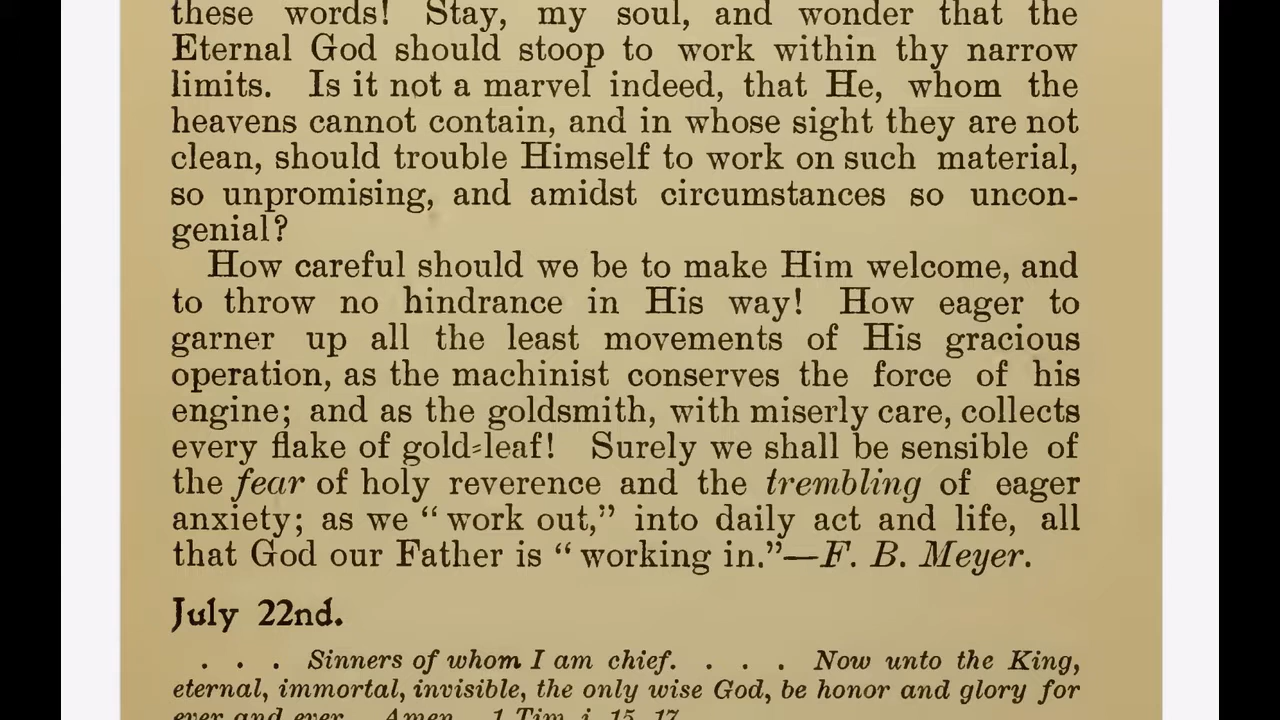 these words! Stay, my soul, and wonder that the
Eternal God should stoop to work within thy narrow
limits. Is it not a marvel indeed, that He, whom the
heavens cannot contain, and in whose sight they are not
clean, should trouble Himself to work on such material,
so unpromising, and amidst circumstances so uncon-
genial?
How careful should we be to make Him welcome, and
to throw no hindrance in His way! How eager to
garner up all the least movements of His gracious
operation, as the machinist conserves the force of his
engine; and as the goldsmith, with miserly care, collects
every flake of gold-leaf! Surely we shall be sensible of
the fear of holy reverence and the trembling of eager
anxiety; as we “ work out,” into daily act and life, all
that God our Father is “ working in.”—F. B. Meyer.
July 22nd.
. . . Sinners of whom I am chief. . . . Now unto the King,
eternal, immortal, invisible, the only wise God, be honor and glory for
ever and ever. Amen. 1 Tim. i. 15, 17.